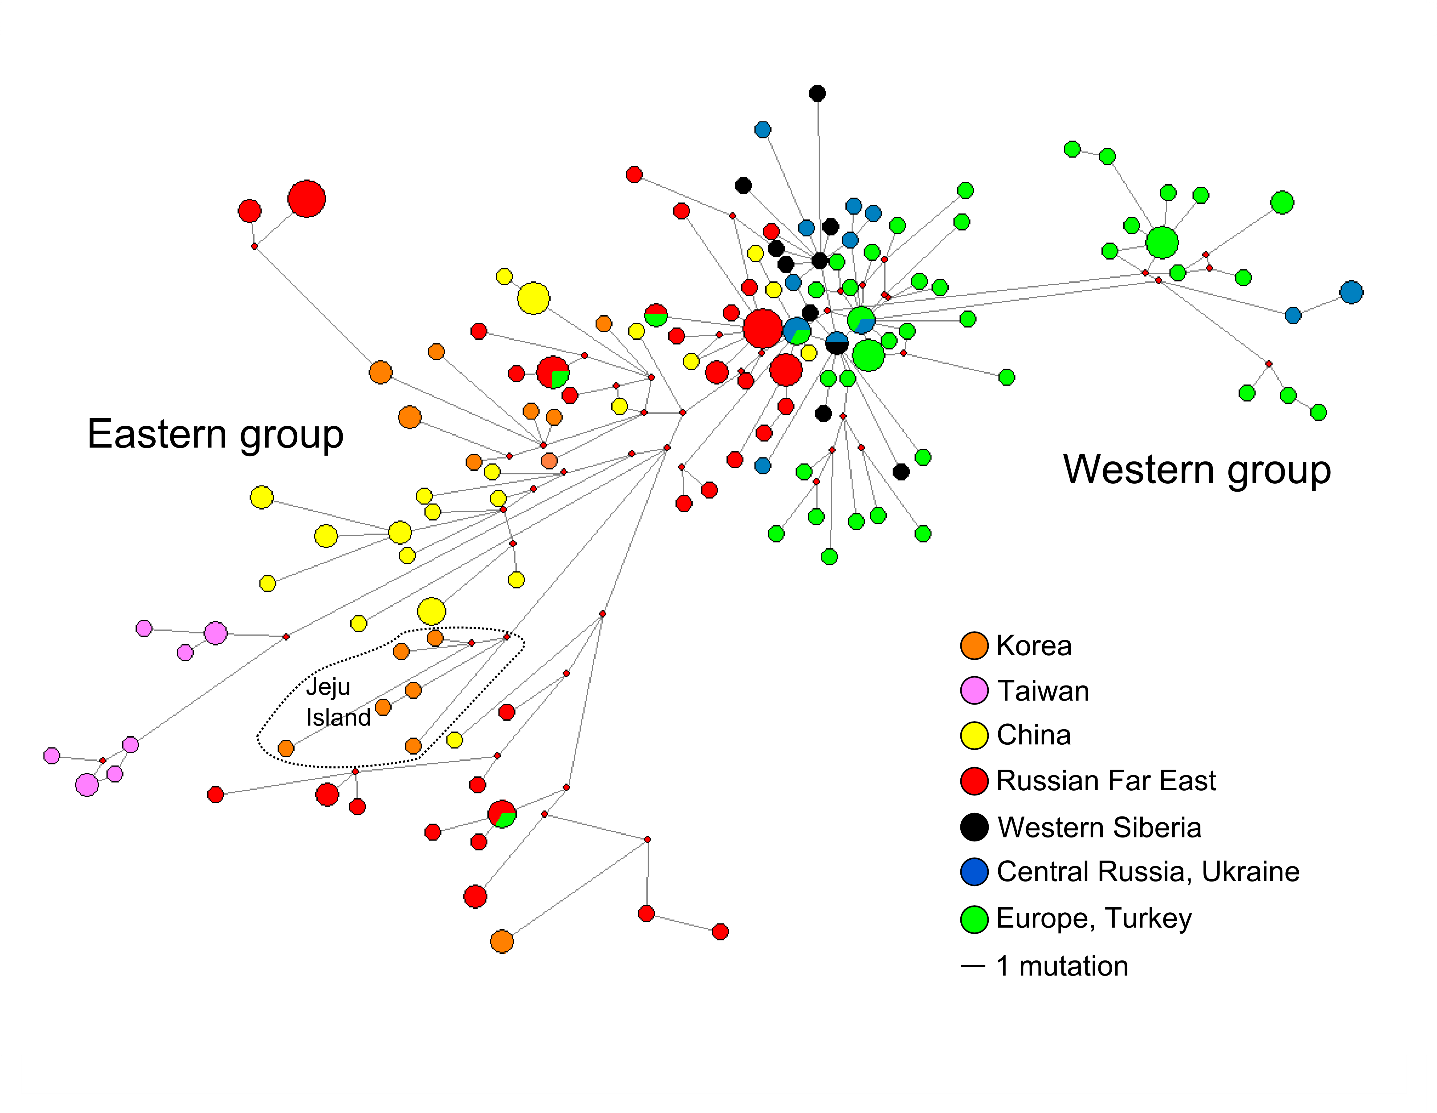 Eastern group
Western group
Jeju
Island
Korea
Taiwan
China
Russian Far East
Western Siberia
Central Russia, Ukraine
Europe, Turkey
1 mutation